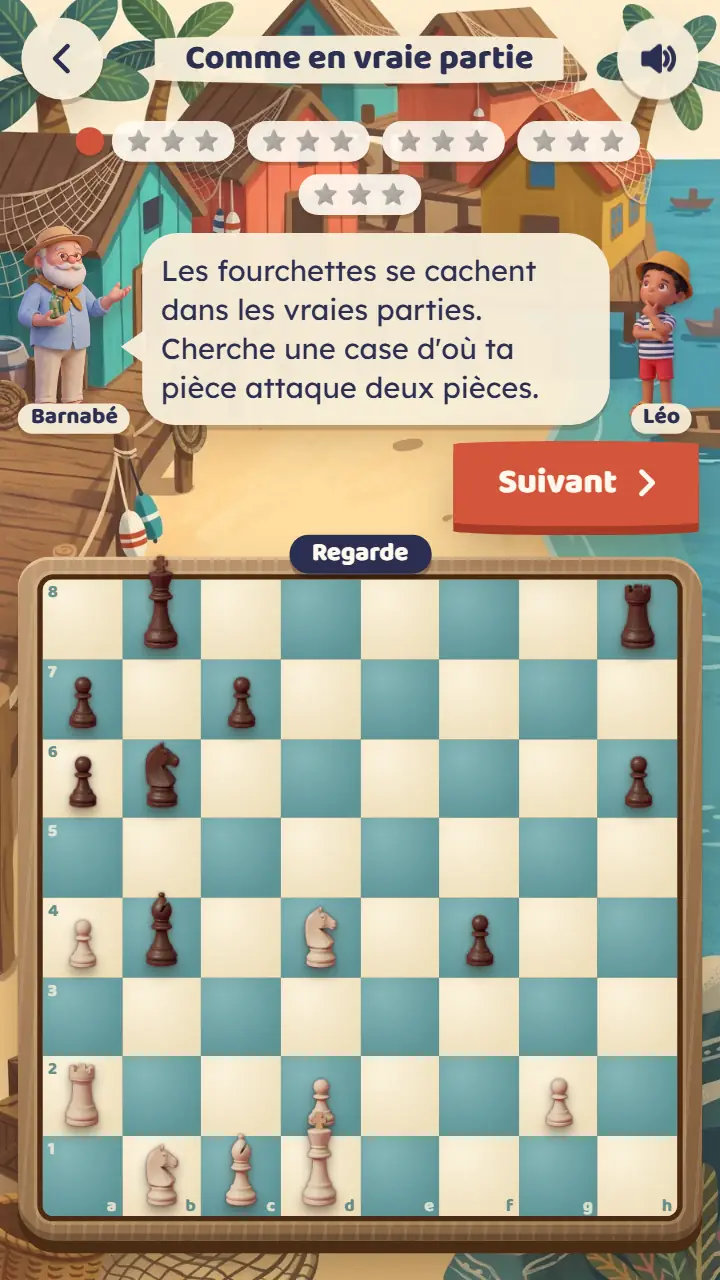 Comme en vraie partie
Les fourchettes se cachent
dans les vraies parties.
Cherche une case d'où ta
pièce attaque deux pièces.
Barnabé
Léo
Suivant
Regarde
8
7
6
5
4
3
2
1
a b c d e f g h